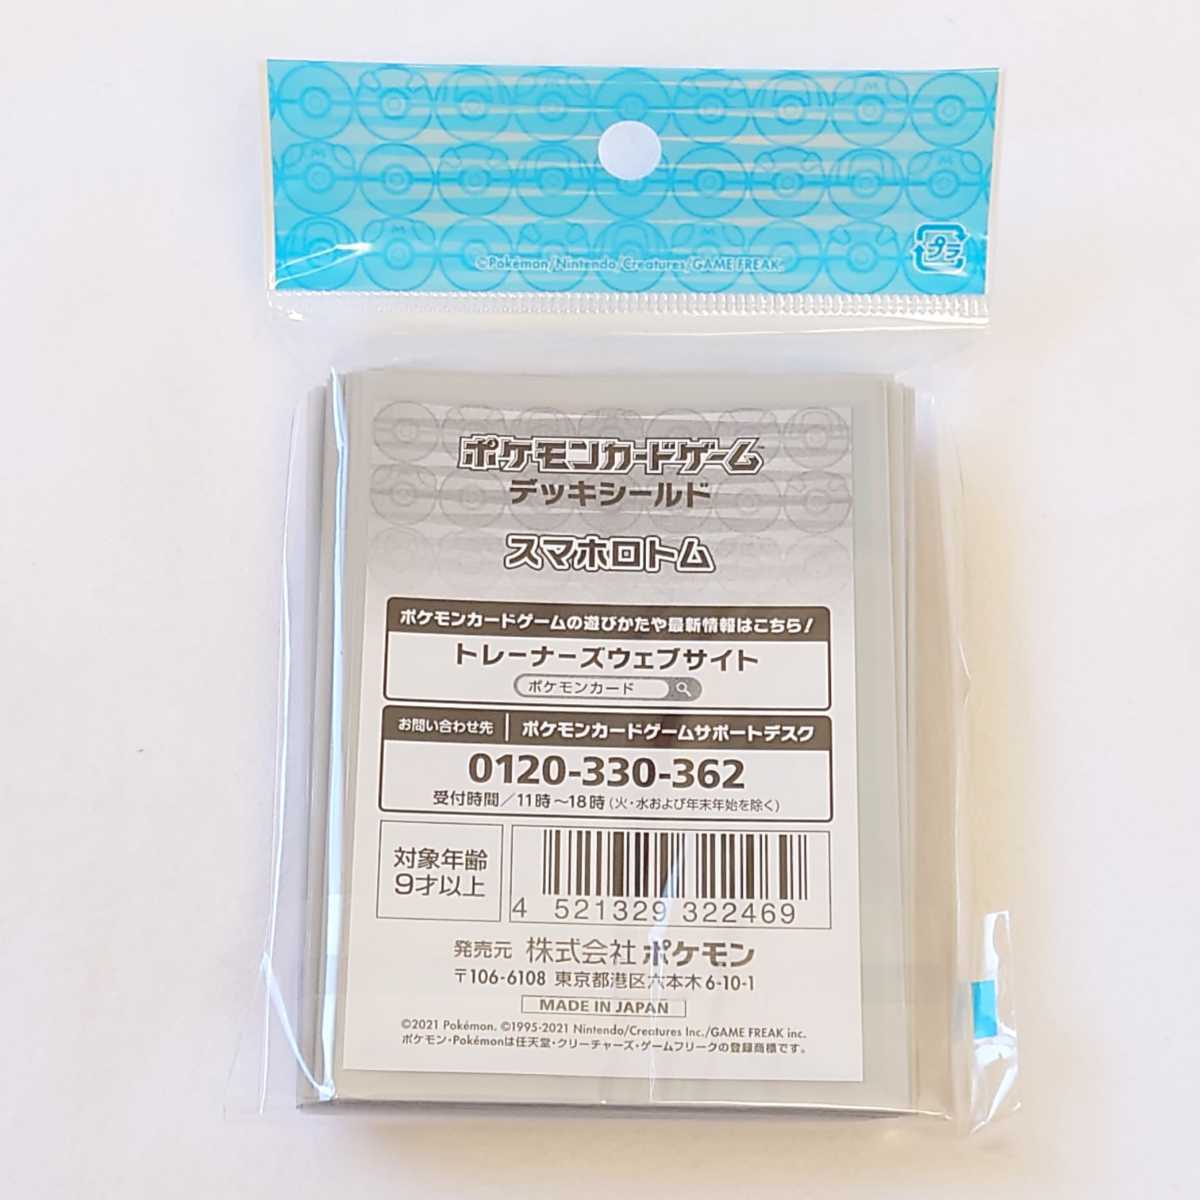 ©Pokémon/Nintendo/Creatures/GAME FREAK.
プラ
ポケモンカードゲーム™
デッキシールド
スマホロトム
ポケモンカードゲームの遊びかたや最新情報はこちら!
トレーナーズウェブサイト
ポケモンカード
お問い合わせ先 ポケモンカードゲームサポートデスク
0120-330-362
受付時間/11時~18時(火・水および年末年始を除く)
対象年齢
9才以上
4 521329 322469
発売元 株式会社 ポケモン
〒106-6108 東京都港区六本木6-10-1
MADE IN JAPAN
©2021 Pokémon. ©1995-2021 Nintendo/Creatures Inc./GAME FREAK inc.
ポケモン・Pokémonは任天堂・クリーチャーズ・ゲームフリークの登録商標です。